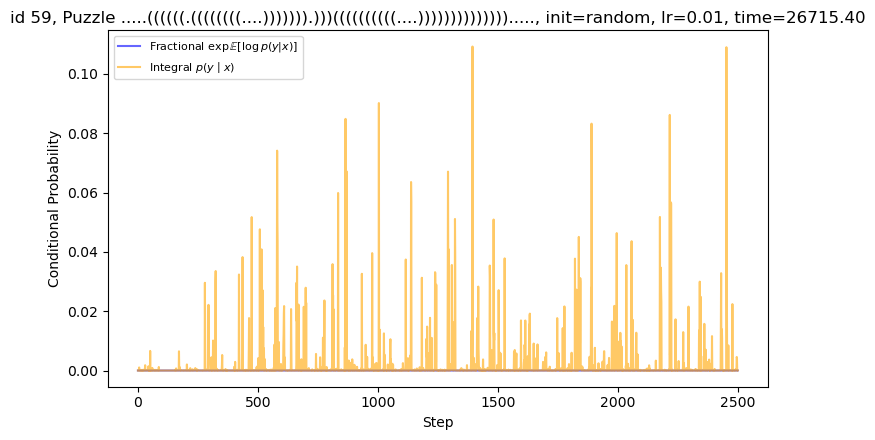 id 59, Puzzle .....((((((.((((((((....))))))).)))((((((((((....)))))))))))))))....., init=random, lr=0.01, time=26715.40
Fractional exp𝔼[log p(y|x)]
Integral p(y | x)
Conditional Probability
0.10
0.08
0.06
0.04
0.02
0.00
0
500
1000
1500
2000
2500
Step